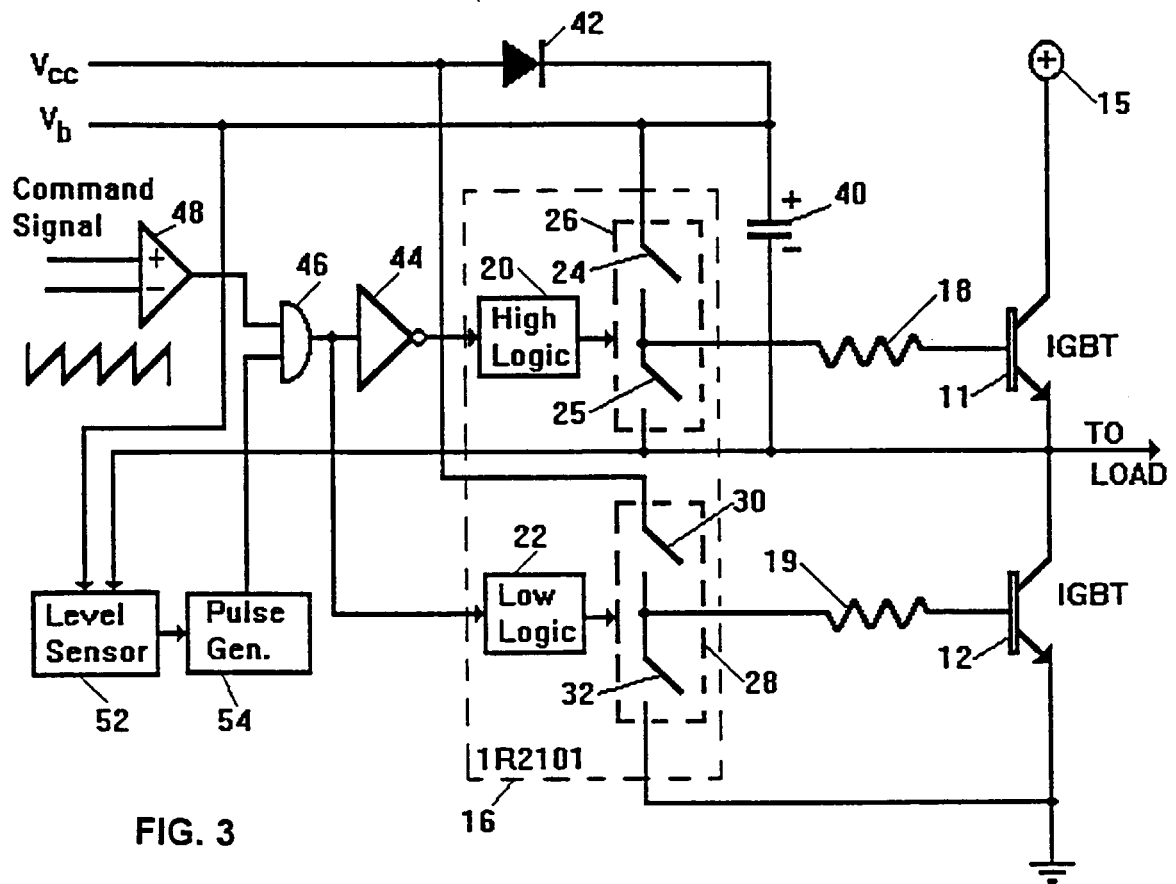 42
Vcc
15
Vb
Command
Signal
48
+
−
46
44
26
24
+
40
−
18
20
High
Logic
IGBT
25
11
TO
LOAD
30
22
Low
Logic
19
IGBT
12
32
28
Level
Sensor
Pulse
Gen.
52
54
1R2101
16
FIG. 3
+